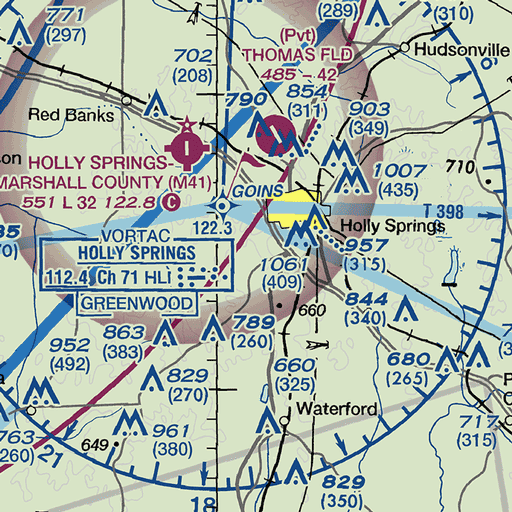 771
(297)
(289)
(310)
(Pvt)
THOMAS FLD
485 - 42
Hudsonville
0°
702
(208)
790
854
(311)
903
(349)
Red Banks
1007
(435)
710
HOLLY SPRINGS-
MARSHALL COUNTY (M41)
551 L 32 122.8 C
GOINS
T 398
122.3
Holly Springs
957
(315)
VORTAC
HOLLY SPRINGS
112.4 Ch 71 HLI
GREENWOOD
1061
(409)
660
844
(340)
789
(260)
863
(383)
952
(492)
829
(270)
660
(325)
680
(265)
Waterford
717
(315)
763
(260)
21
649
961
(380)
829
(350)
18